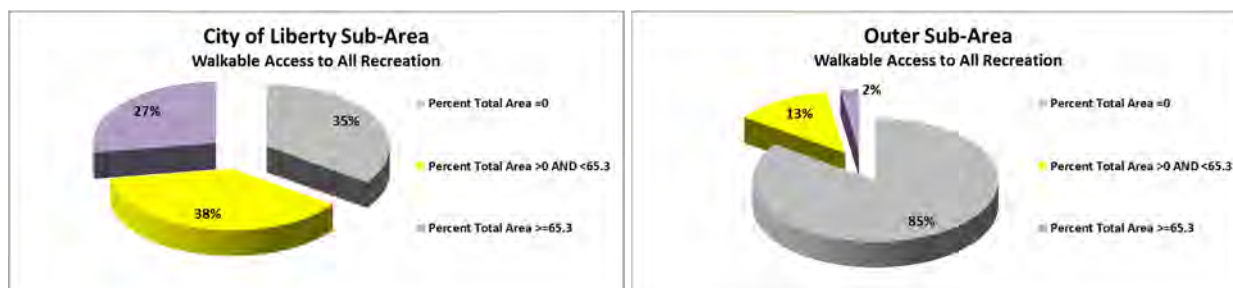 City of Liberty Sub-Area
Walkable Access to All Recreation
27%
35%
38%
Percent Total Area =0
Percent Total Area >0 AND <65.3
Percent Total Area >=65.3
Outer Sub-Area
Walkable Access to All Recreation
2%
13%
85%
Percent Total Area =0
Percent Total Area >0 AND <65.3
Percent Total Area >=65.3